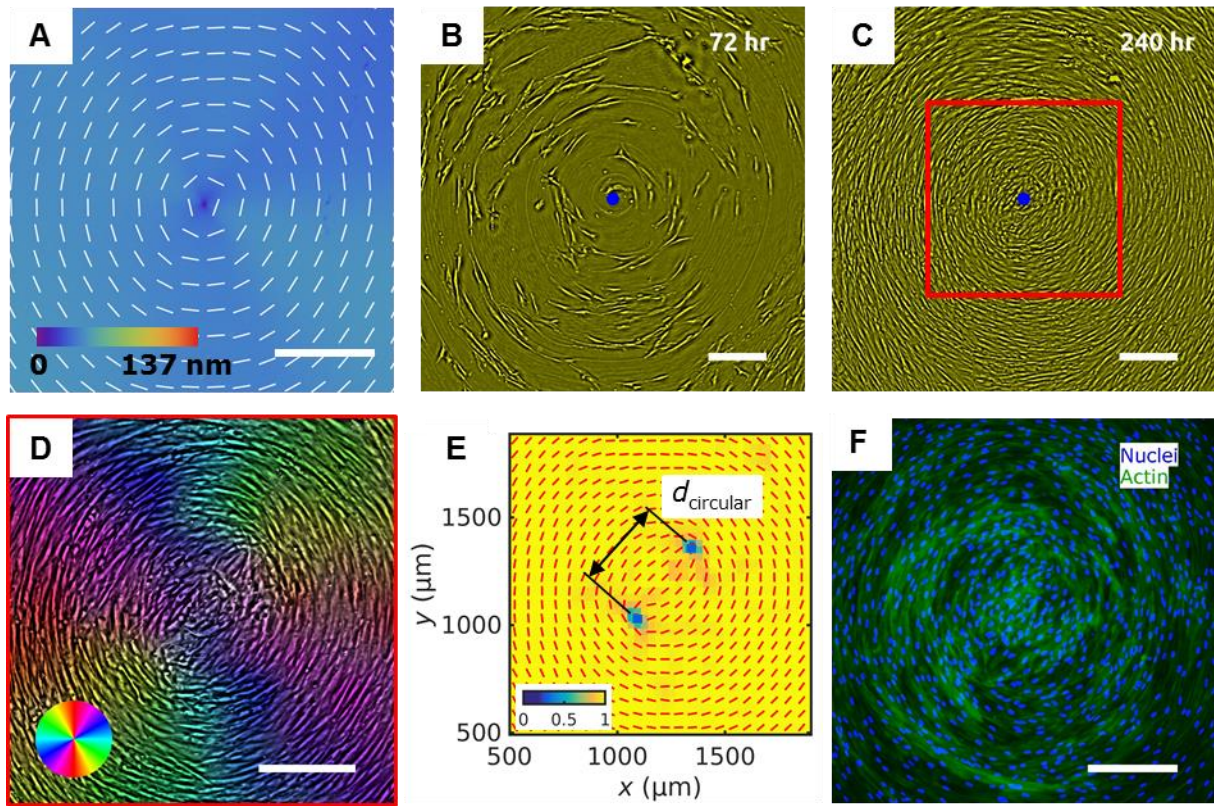 A
0 137 nm
B
72 hr
C
240 hr
D
E
d circular
1500
1000
500
y (µm)
0 0.5 1
500 1000 1500
x (µm)
F
Nuclei
Actin